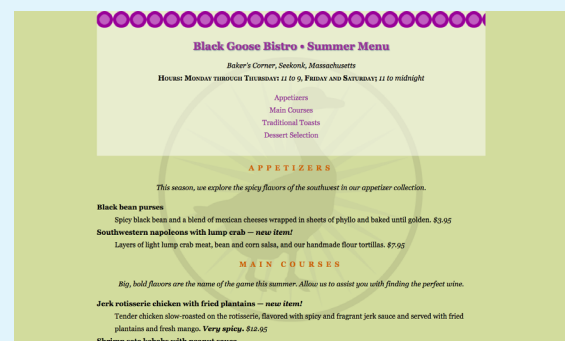 Black Goose Bistro • Summer Menu
Baker's Corner, Seekonk, Massachusetts
Hours: Monday through Thursday: 11 to 9, Friday and Saturday; 11 to midnight
Appetizers
Main Courses
Traditional Toasts
Dessert Selection
APPETIZERS
This season, we explore the spicy flavors of the southwest in our appetizer collection.
Black bean purses
Spicy black bean and a blend of mexican cheeses wrapped in sheets of phyllo and baked until golden. $3.95
Southwestern napoleons with lump crab — new item!
Layers of light lump crab meat, bean and corn salsa, and our handmade flour tortillas. $7.95
MAIN COURSES
Big, bold flavors are the name of the game this summer. Allow us to assist you with finding the perfect wine.
Jerk rotisserie chicken with fried plantains — new item!
Tender chicken slow-roasted on the rotisserie, flavored with spicy and fragrant jerk sauce and served with fried
plantains and fresh mango. Very spicy. $12.95
Shrimp sate kebabs with peanut sauce